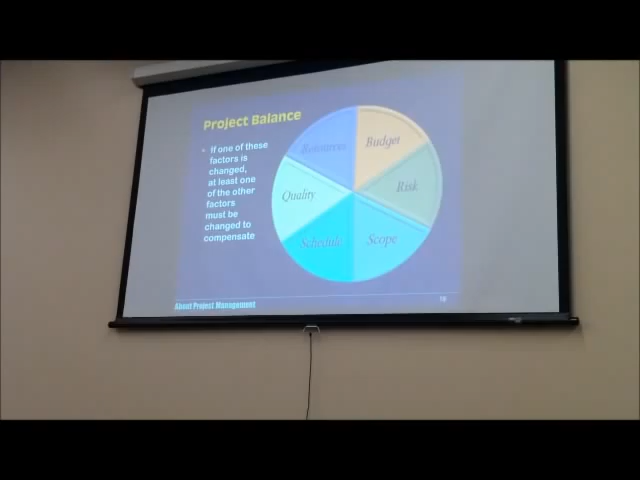 Project Balance
• If one of these
factors is
changed,
at least one
of the other
factors
must be
changed to
compensate
Resources
Budget
Quality
Risk
Schedule
Scope
About Project Management